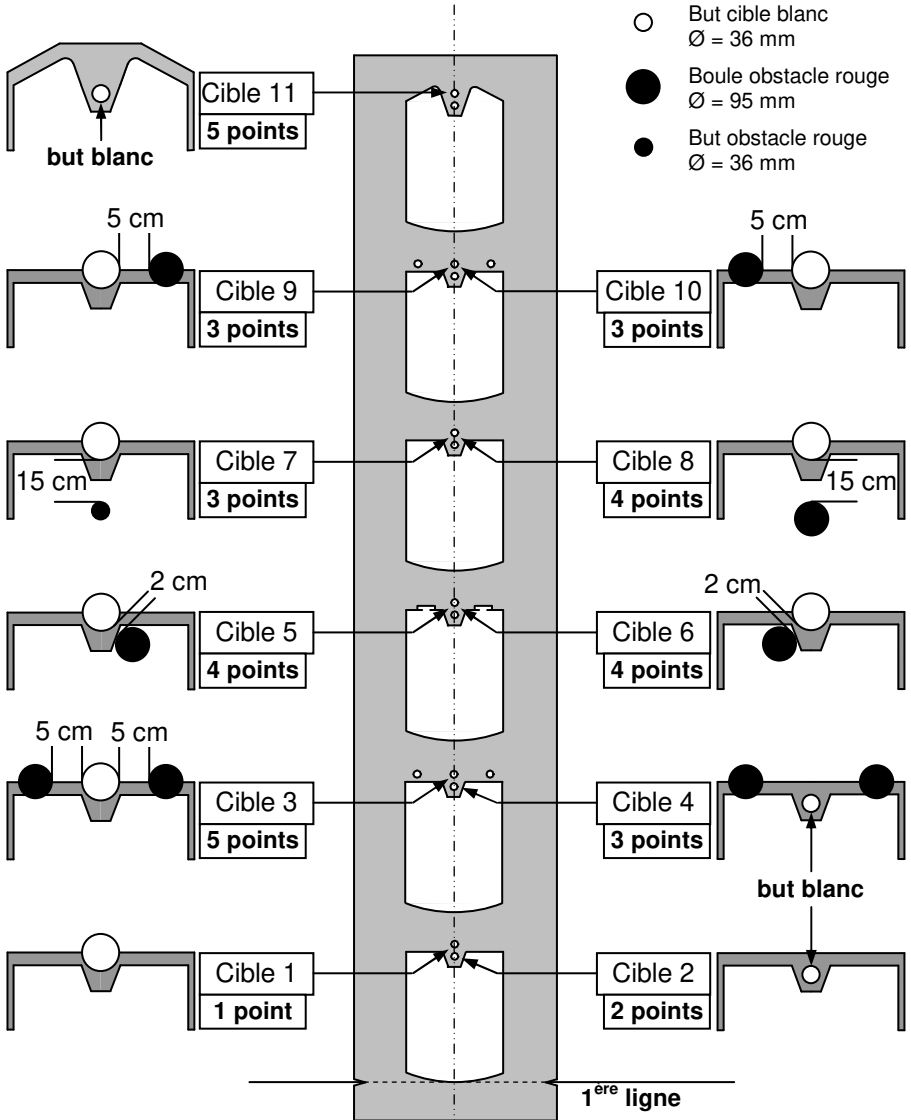 But cible blanc
Ø = 36 mm
Boule obstacle rouge
Ø = 95 mm
But obstacle rouge
Ø = 36 mm
Cible 11
5 points
but blanc
5 cm
Cible 9
3 points
5 cm
Cible 10
3 points
15 cm
Cible 7
3 points
Cible 8
4 points
15 cm
2 cm
Cible 5
4 points
2 cm
Cible 6
4 points
5 cm 5 cm
Cible 3
5 points
Cible 4
3 points
but blanc
Cible 1
1 point
Cible 2
2 points
1ère ligne